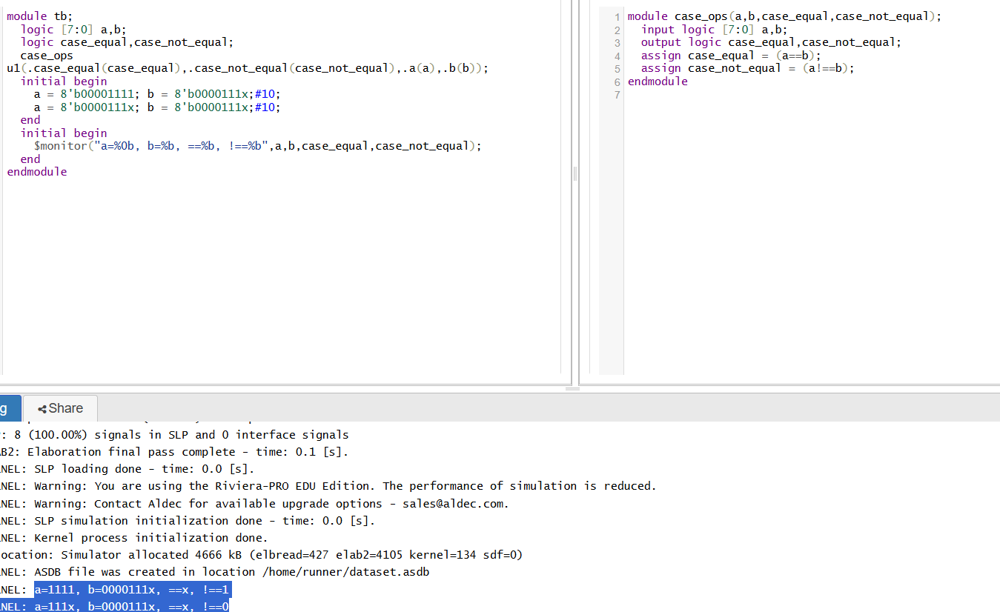 module tb;
  logic [7:0] a,b;
  logic case_equal,case_not_equal;
  case_ops
u1(.case_equal(case_equal),.case_not_equal(case_not_equal),.a(a),.b(b));
  initial begin
    a = 8'b00001111; b = 8'b0000111x;#10;
    a = 8'b0000111x; b = 8'b0000111x;#10;
  end
  initial begin
    $monitor("a=%0b, b=%b, ==%b, !==%b",a,b,case_equal,case_not_equal);
  end
endmodule
1 module case_ops(a,b,case_equal,case_not_equal);
2   input logic [7:0] a,b;
3   output logic case_equal,case_not_equal;
4   assign case_equal = (a==b);
5   assign case_not_equal = (a!==b);
6 endmodule
7
g
Share
: 8 (100.00%) signals in SLP and 0 interface signals
B2: Elaboration final pass complete - time: 0.1 [s].
NEL: SLP loading done - time: 0.0 [s].
NEL: Warning: You are using the Riviera-PRO EDU Edition. The performance of simulation is reduced.
NEL: Warning: Contact Aldec for available upgrade options - sales@aldec.com.
NEL: SLP simulation initialization done - time: 0.0 [s].
NEL: Kernel process initialization done.
ocation: Simulator allocated 4666 kB (elbread=427 elab2=4105 kernel=134 sdf=0)
NEL: ASDB file was created in location /home/runner/dataset.asdb
NEL: a=1111, b=0000111x, ==x, !==1
NEL: a=111x, b=0000111x, ==x, !==0